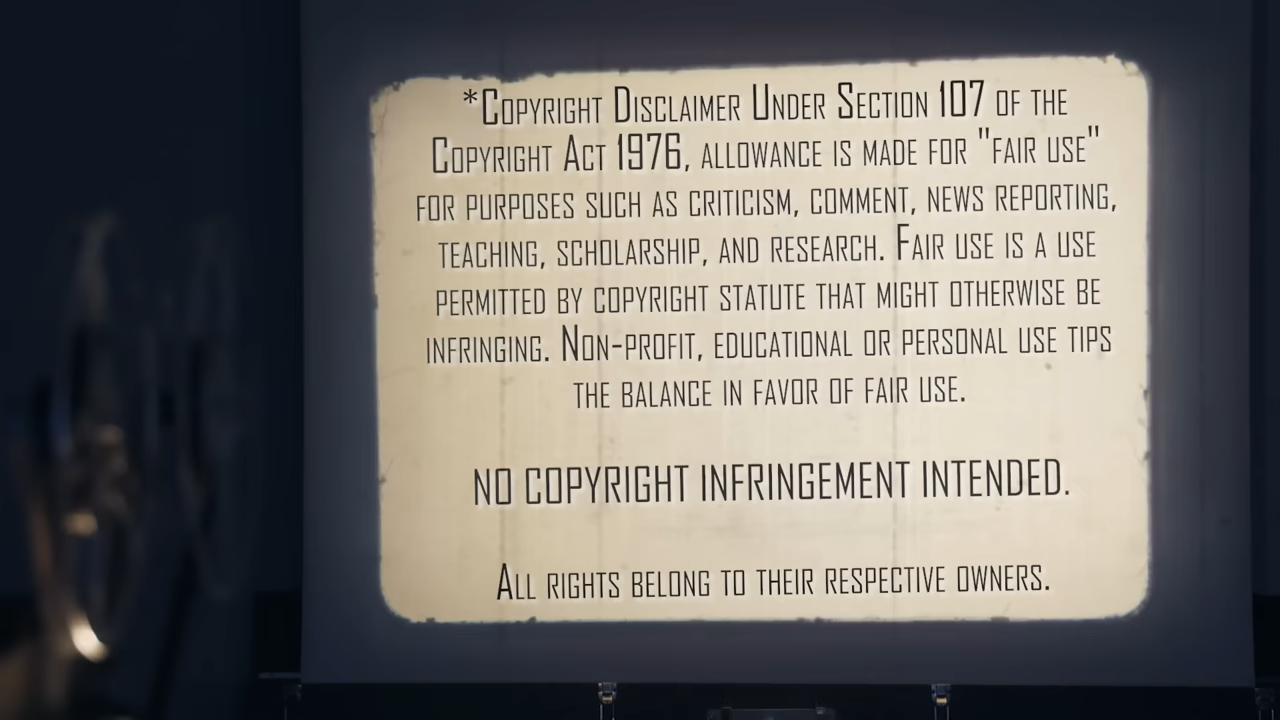 *Copyright Disclaimer Under Section 107 of the
Copyright Act 1976, allowance is made for "fair use"
for purposes such as criticism, comment, news reporting,
teaching, scholarship, and research. Fair use is a use
permitted by copyright statute that might otherwise be
infringing. Non-profit, educational or personal use tips
the balance in favor of fair use.
NO COPYRIGHT INFRINGEMENT INTENDED.
All rights belong to their respective owners.